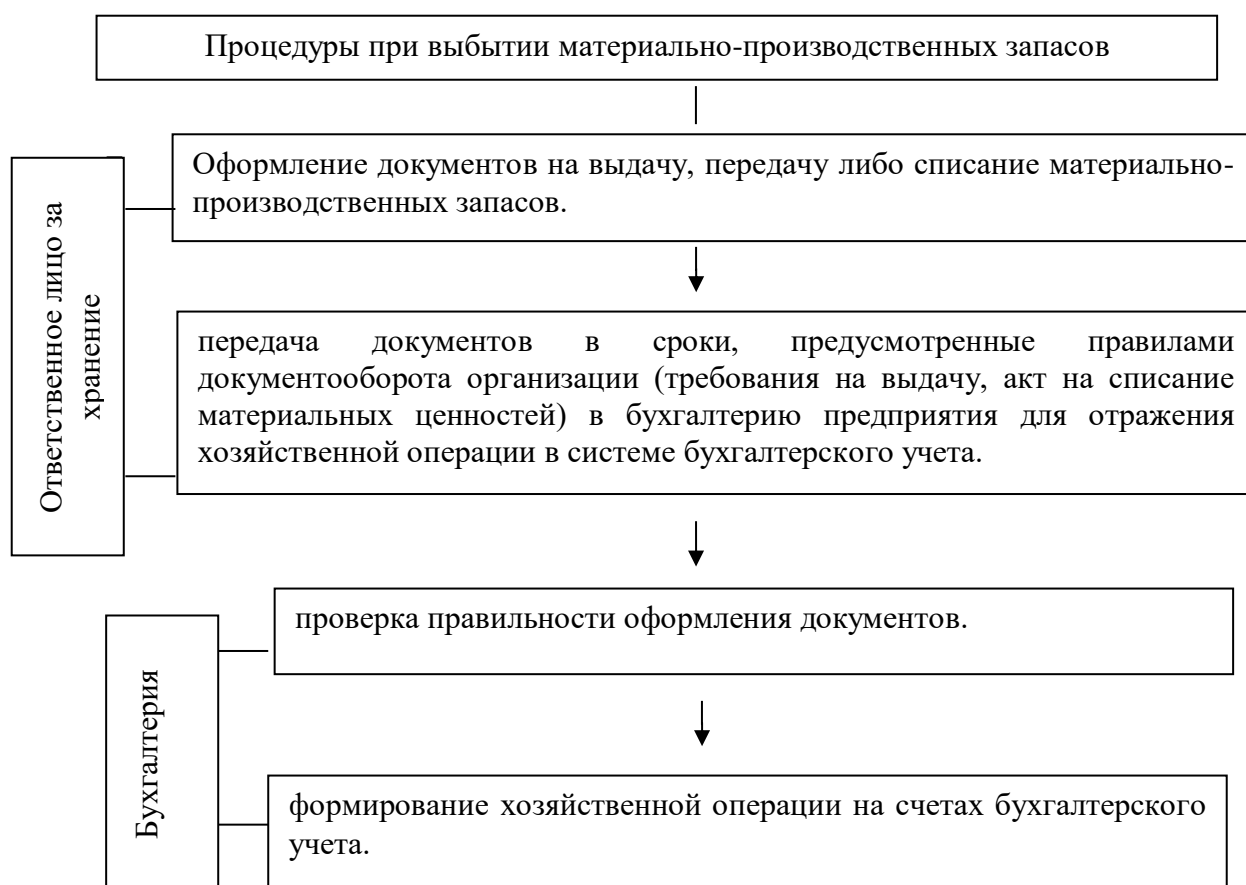 Процедуры при выбытии материально-производственных запасов
Оформление документов на выдачу, передачу либо списание материально-
производственных запасов.
Ответственное лицо за
хранение
передача документов в сроки, предусмотренные правилами
документооборота организации (требования на выдачу, акт на списание
материальных ценностей) в бухгалтерию предприятия для отражения
хозяйственной операции в системе бухгалтерского учета.
проверка правильности оформления документов.
Бухгалтерия
формирование хозяйственной операции на счетах бухгалтерского
учета.